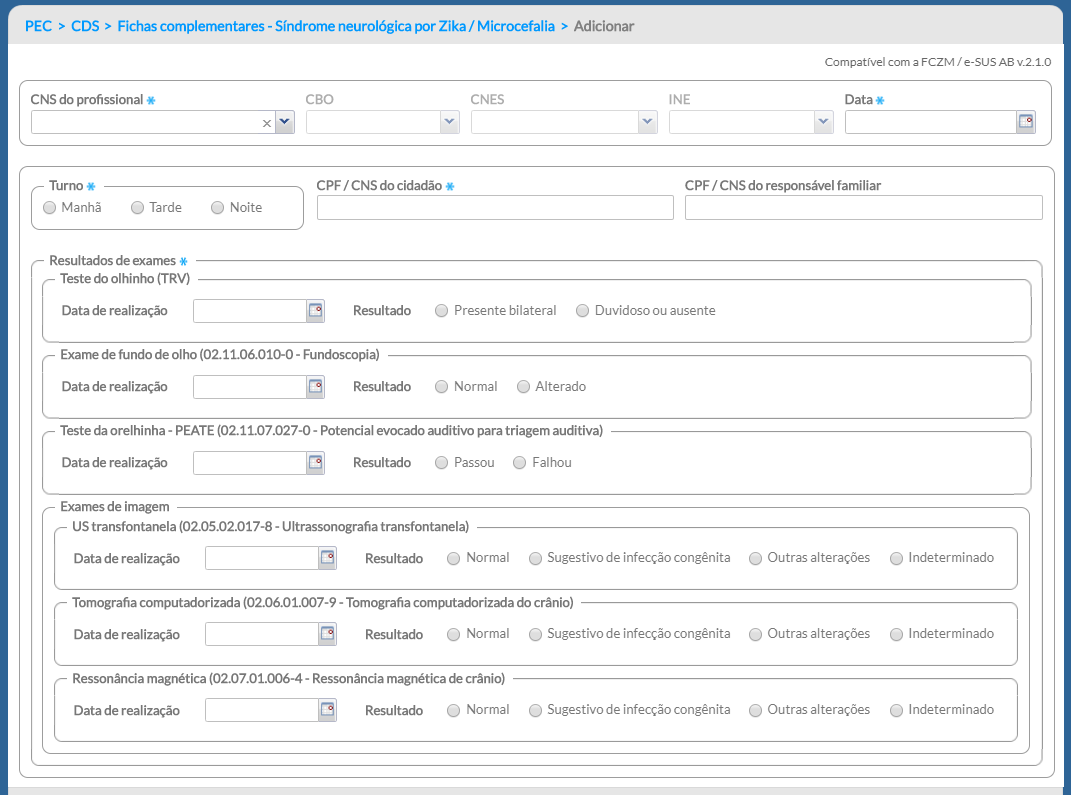 PEC > CDS > Fichas complementares - Síndrome neurológica por Zika / Microcefalia > Adicionar
Compatível com a FCZM / e-SUS AB v.2.1.0
CNS do profissional * CBO CNES INE Data *
Turno * CPF / CNS do cidadão * CPF / CNS do responsável familiar
Manhã Tarde Noite
Resultados de exames *
Teste do olhinho (TRV)
Data de realização Resultado Presente bilateral Duvidoso ou ausente
Exame de fundo de olho (02.11.06.010-0 - Fundoscopia)
Data de realização Resultado Normal Alterado
Teste da orelhinha - PEATE (02.11.07.027-0 - Potencial evocado auditivo para triagem auditiva)
Data de realização Resultado Passou Falhou
Exames de imagem
US transfontanela (02.05.02.017-8 - Ultrassonografia transfontanela)
Data de realização Resultado Normal Sugestivo de infecção congênita Outras alterações Indeterminado
Tomografia computadorizada (02.06.01.007-9 - Tomografia computadorizada do crânio)
Data de realização Resultado Normal Sugestivo de infecção congênita Outras alterações Indeterminado
Ressonância magnética (02.07.01.006-4 - Ressonância magnética de crânio)
Data de realização Resultado Normal Sugestivo de infecção congênita Outras alterações Indeterminado